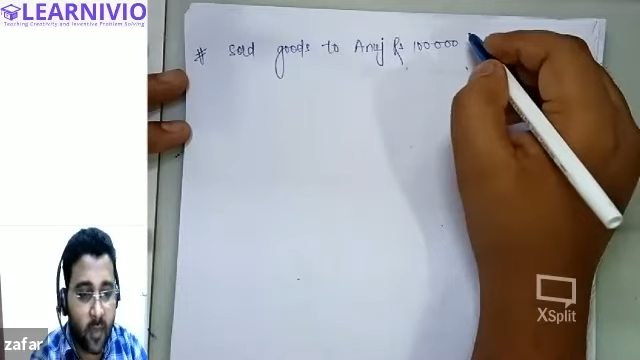 LEARNIVIO
Teaching Creativity and Inventive Problem Solving
# Sold goods to Anuj Rs 100000
zafar
XSplit